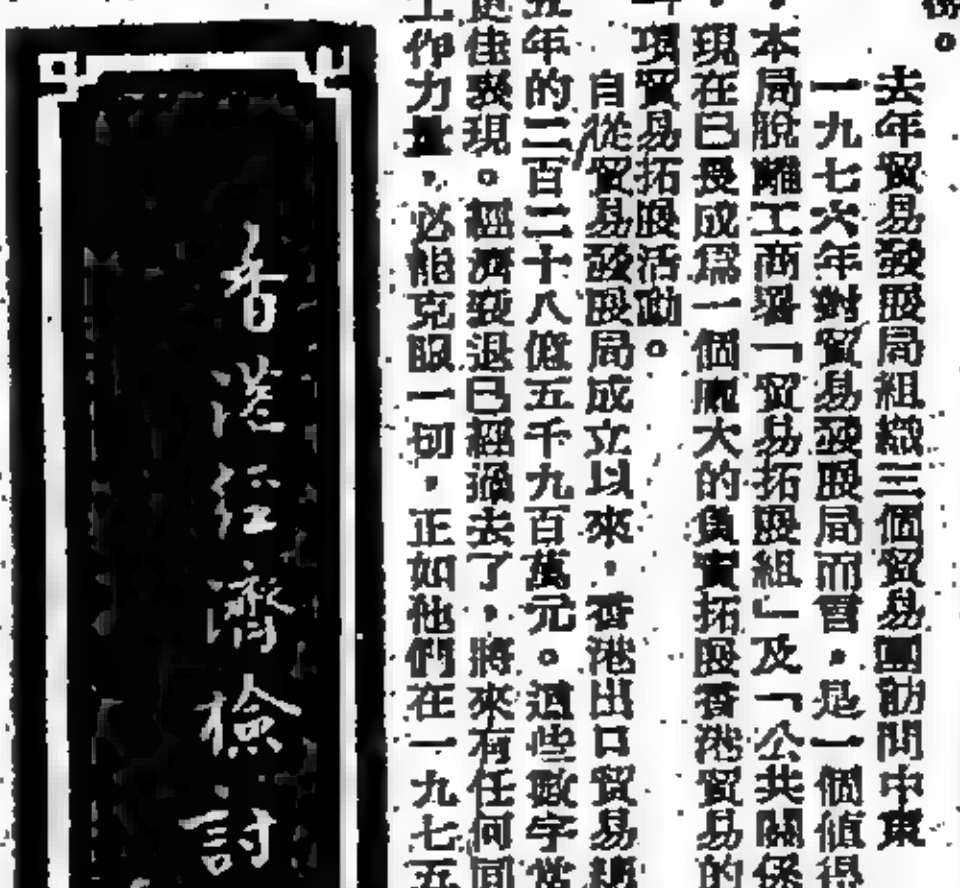 務。
去年貿易發展局組織三個貿易團訪問中東
一九七六年對貿易發展局而言，是一個值得
，本局脫離工商署「貿易拓展組」及「公共關係
，現在已長成爲一個龐大的負責拓展香港貿易的
項貿易拓展活動。
自從貿易發展局成立以來，香港出口貿易總
五年的二百二十八億五千九百萬元。這些數字當
佳表現。經濟衰退已經過去了，將來有任何同
工作力量，必能克服一切，正如他們在一九七五
香港經濟檢討